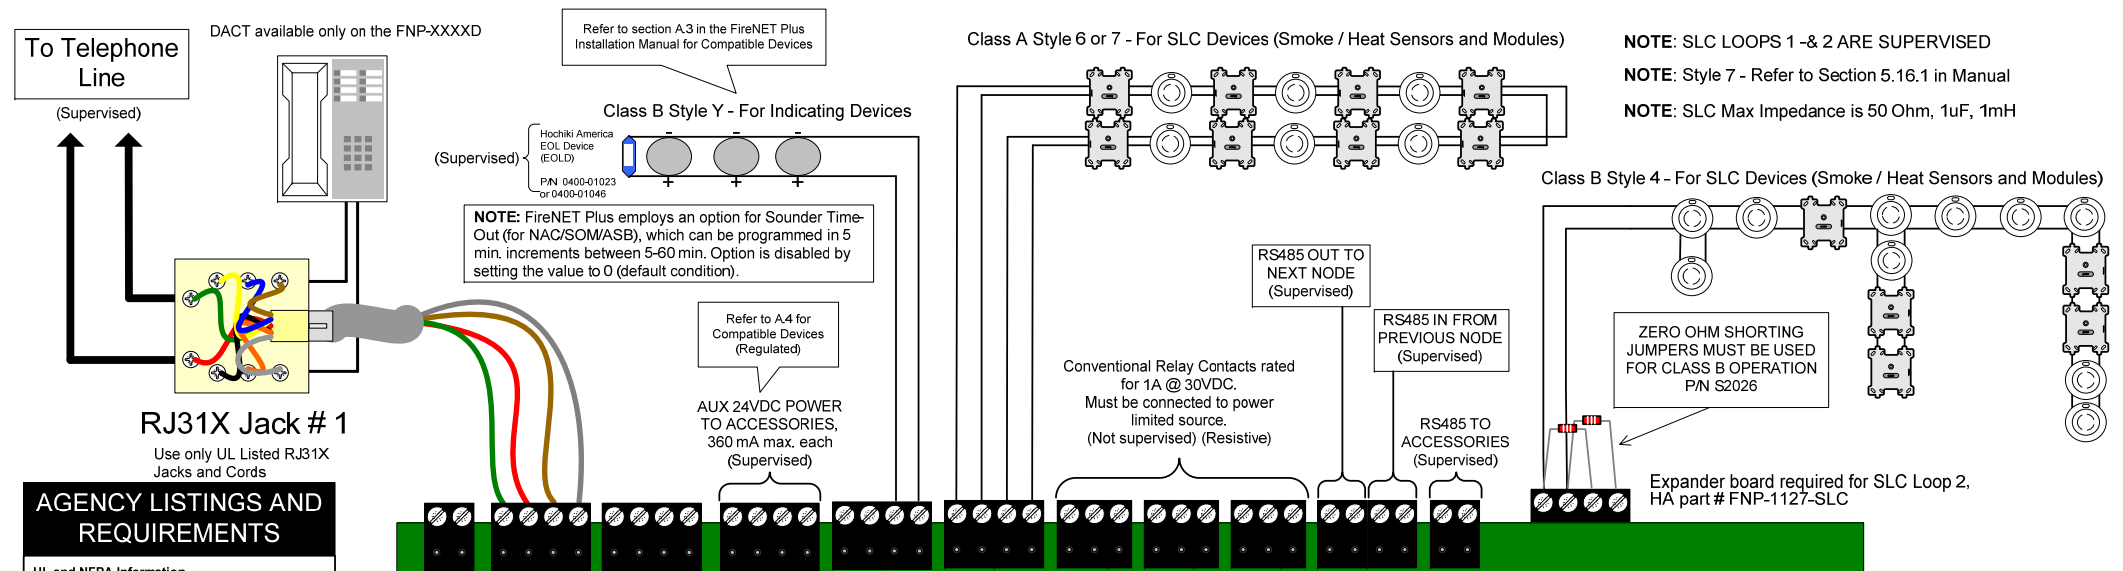 To Telephone
Line
(Supervised)
DACT available only on the FNP-XXXXD
Refer to section A.3 in the FireNET Plus
Installation Manual for Compatible Devices
Class B Style Y - For Indicating Devices
(Supervised)
Hochiki America
EOL Device
(EOLD)
P/N 0400-01023
or 0400-01046
- - -
+ + +
NOTE: FireNET Plus employs an option for Sounder Time-
Out (for NAC/SOM/ASB), which can be programmed in 5
min. increments between 5-60 min. Option is disabled by
setting the value to 0 (default condition).
Class A Style 6 or 7 - For SLC Devices (Smoke / Heat Sensors and Modules)
NOTE: SLC LOOPS 1 -& 2 ARE SUPERVISED
NOTE: Style 7 - Refer to Section 5.16.1 in Manual
NOTE: SLC Max Impedance is 50 Ohm, 1uF, 1mH
Class B Style 4 - For SLC Devices (Smoke / Heat Sensors and Modules)
RS485 OUT TO
NEXT NODE
(Supervised)
RS485 IN FROM
PREVIOUS NODE
(Supervised)
RS485 TO
ACCESSORIES
(Supervised)
ZERO OHM SHORTING
JUMPERS MUST BE USED
FOR CLASS B OPERATION
P/N S2026
Refer to A.4 for
Compatible Devices
(Regulated)
AUX 24VDC POWER
TO ACCESSORIES,
360 mA max. each
(Supervised)
Conventional Relay Contacts rated
for 1A @ 30VDC.
Must be connected to power
limited source.
(Not supervised) (Resistive)
Expander board required for SLC Loop 2,
HA part # FNP-1127-SLC
RJ31X Jack # 1
Use only UL Listed RJ31X
Jacks and Cords
AGENCY LISTINGS AND
REQUIREMENTS
UL and NFPA Information